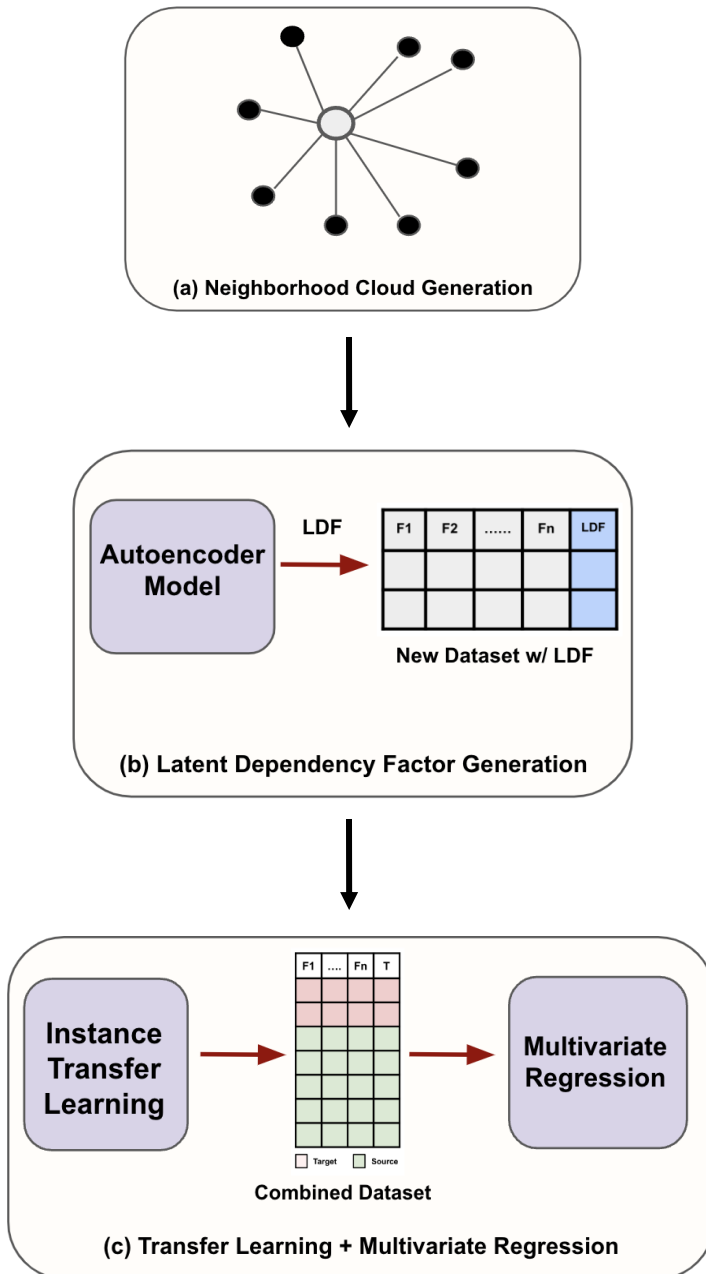 (a) Neighborhood Cloud Generation
Autoencoder
Model
LDF
F1 F2 ...... Fn LDF
New Dataset w/ LDF
(b) Latent Dependency Factor Generation
Instance
Transfer
Learning
F1 .... Fn T
Target Source
Combined Dataset
Multivariate
Regression
(c) Transfer Learning + Multivariate Regression